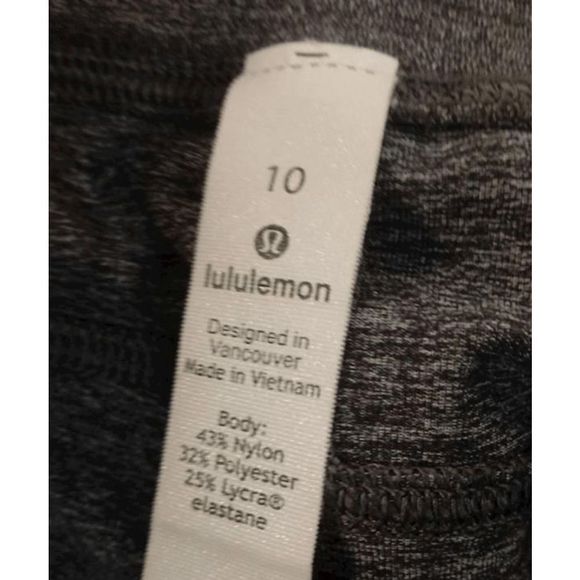 10
lululemon
Designed in
Vancouver
Made in Vietnam
Body:
43% Nylon
32% Polyester
25% Lycra®
elastane